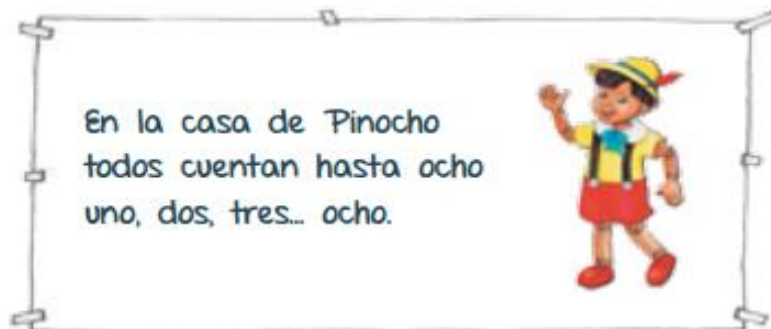 En la casa de Pinocho
todos cuentan hasta ocho
uno, dos, tres... ocho.